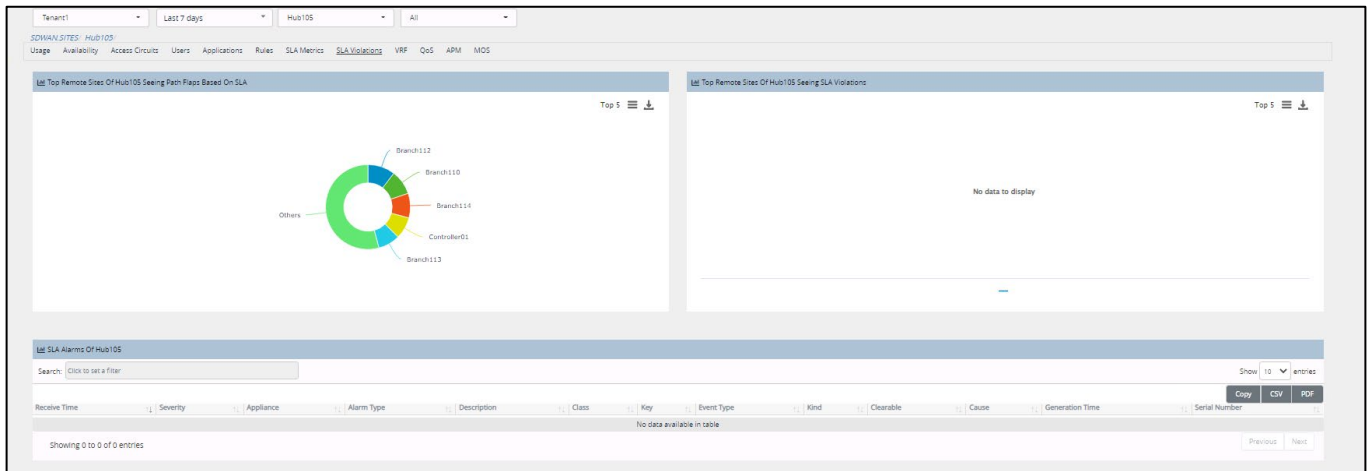 Tenant1 Last 7 days Hub105 All
SDWAN.SITES: Hub105:
Usage Availability Access Circuits Users Applications Rules SLA Metrics SLA Violations VRF QoS APM MOS
Top Remote Sites Of Hub105 Seeing Path Flaps Based On SLA
Top 5
Branch112
Branch110
Branch114
Others
Controller01
Branch113
Top Remote Sites Of Hub105 Seeing SLA Violations
Top 5
No data to display
SLA Alarms Of Hub105
Search: Click to set a filter Show 10 entries
Copy CSV PDF
Receive Time Severity Appliance Alarm Type Description Class Key Event Type Kind Clearable Cause Generation Time Serial Number
No data available in table
Showing 0 to 0 of 0 entries Previous Next